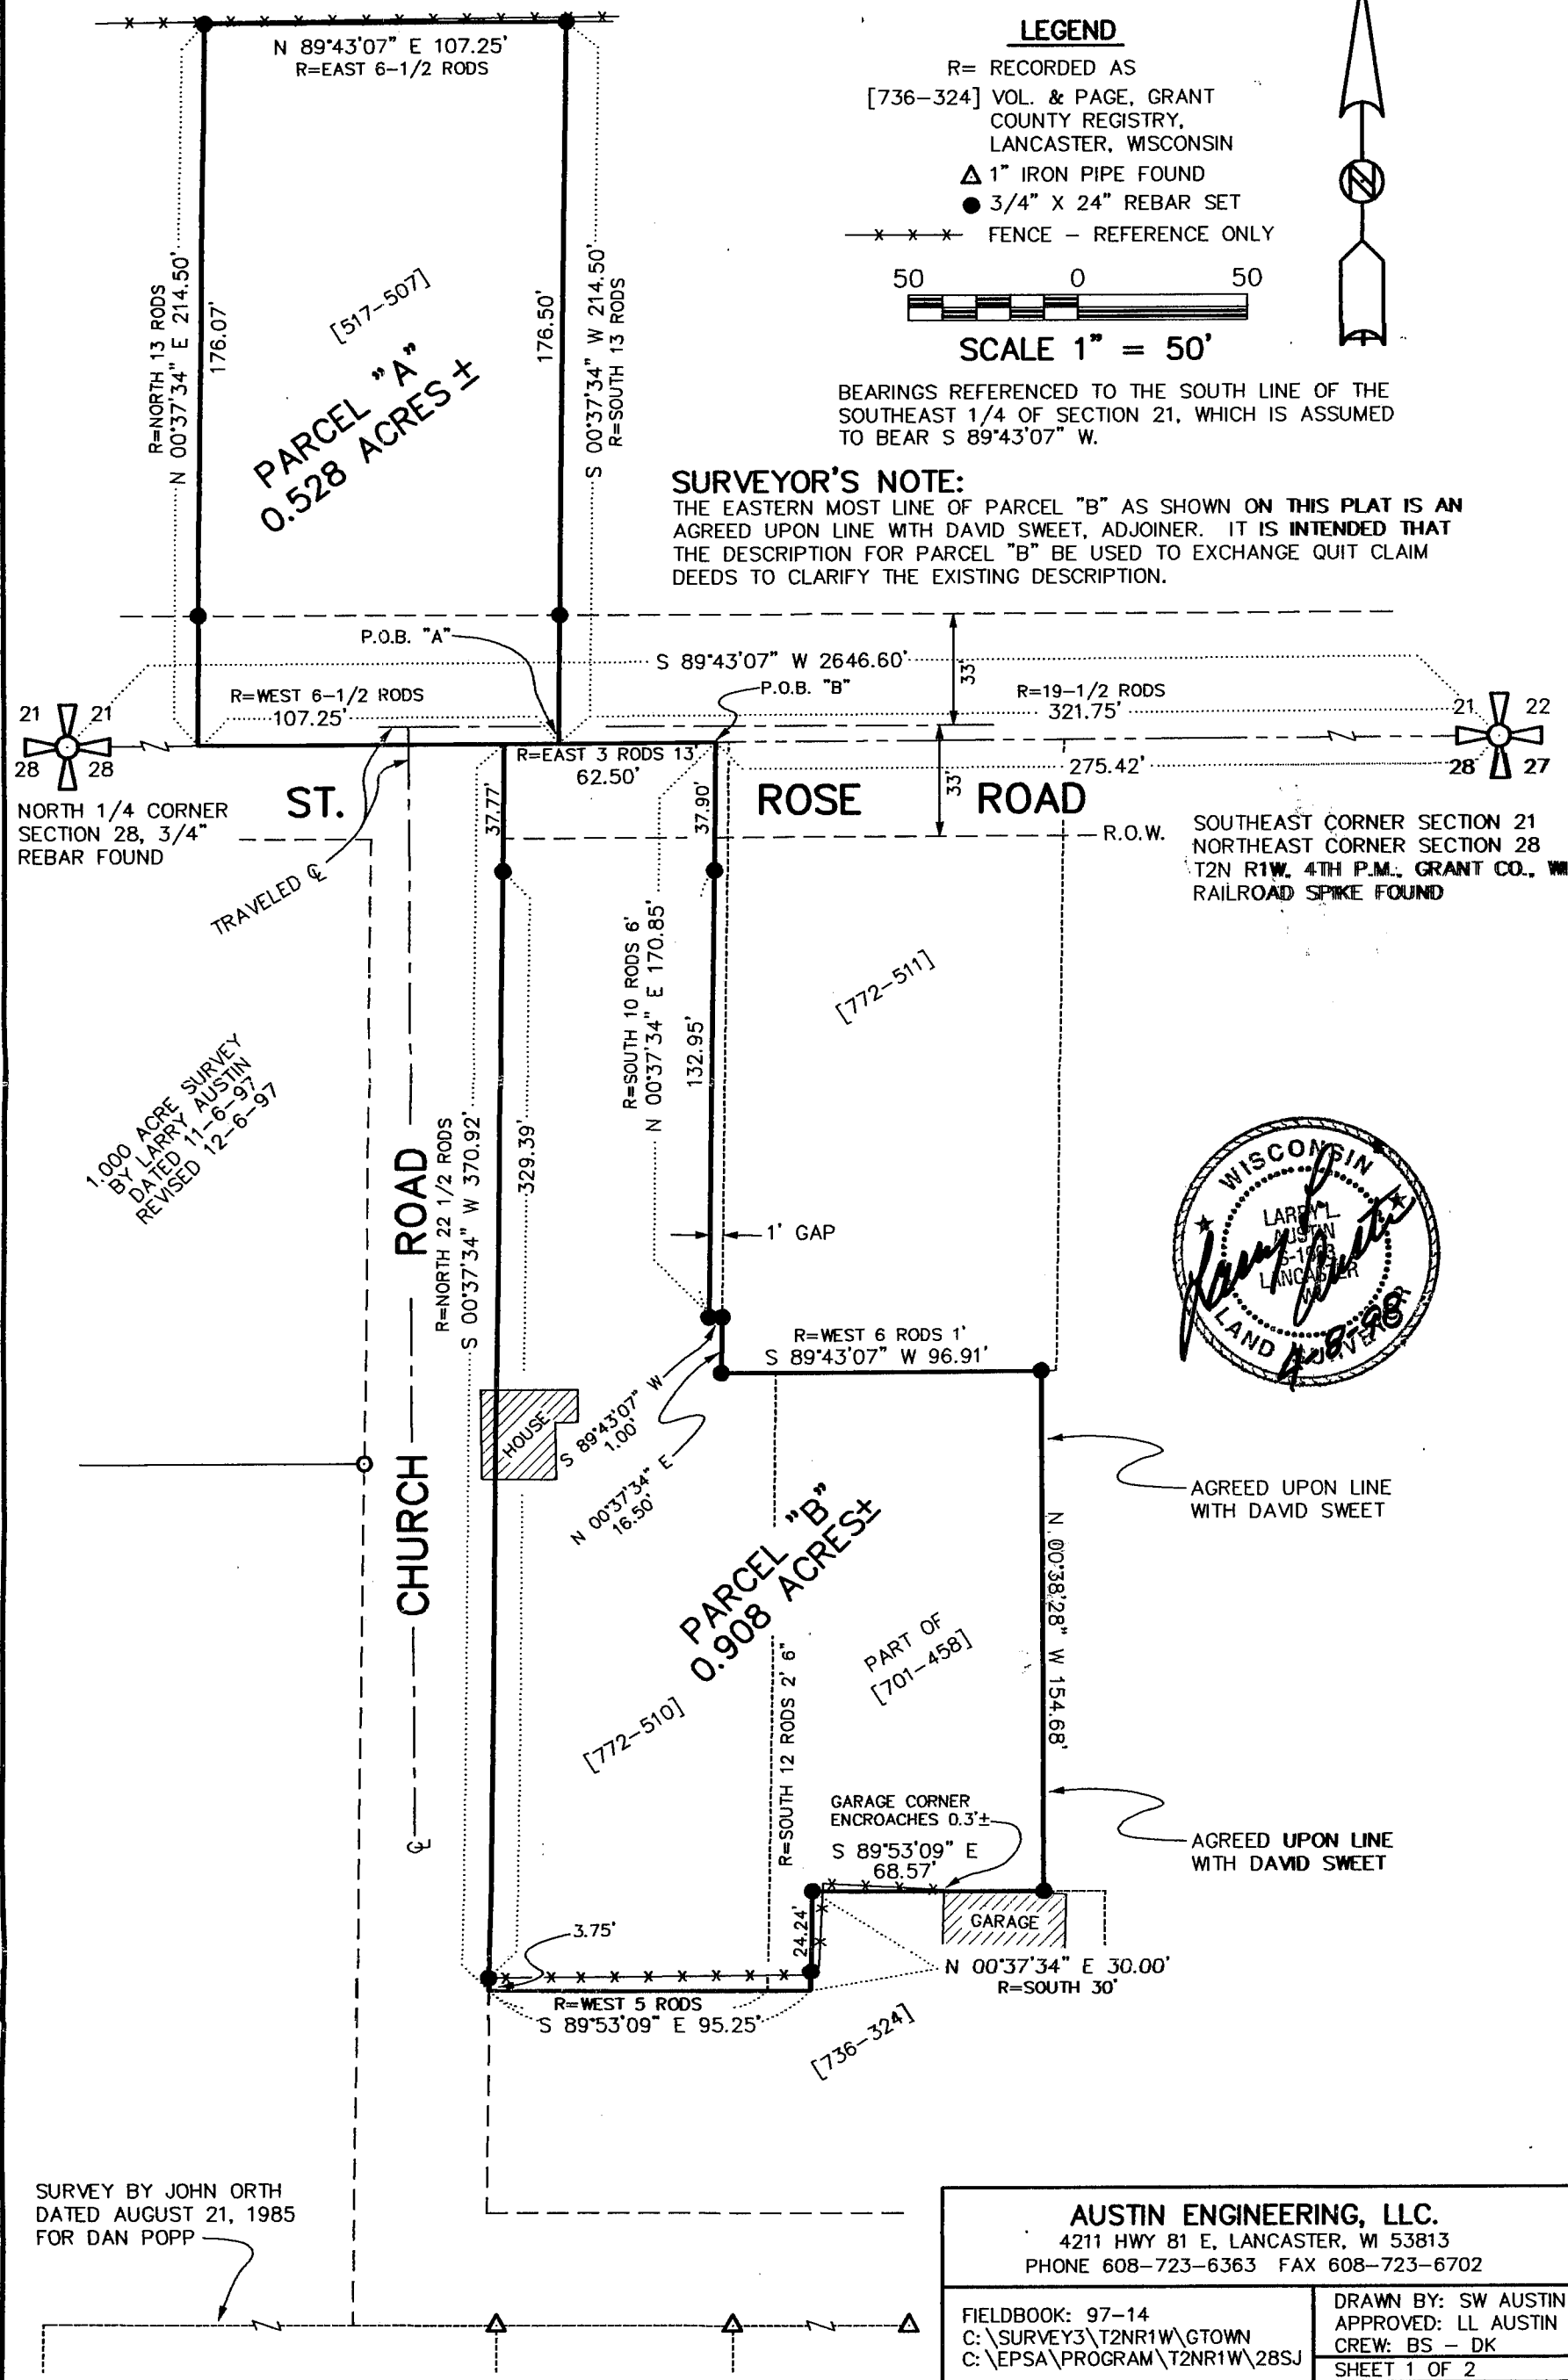 N 89°43'07" E 107.25'
R=EAST 6-1/2 RODS
LEGEND
R= RECORDED AS
[736-324] VOL. & PAGE, GRANT
COUNTY REGISTRY,
LANCASTER, WISCONSIN
1" IRON PIPE FOUND
3/4" X 24" REBAR SET
FENCE - REFERENCE ONLY
N
50 0 50
SCALE 1" = 50'
BEARINGS REFERENCED TO THE SOUTH LINE OF THE
SOUTHEAST 1/4 OF SECTION 21, WHICH IS ASSUMED
TO BEAR S 89°43'07" W.
R=NORTH 13 RODS
N 00°37'34" E 214.50'
176.07'
[517-507]
PARCEL "A"
0.528 ACRES ±
176.50'
S 00°37'34" W 214.50'
R=SOUTH 13 RODS
SURVEYOR'S NOTE:
THE EASTERN MOST LINE OF PARCEL "B" AS SHOWN ON THIS PLAT IS AN
AGREED UPON LINE WITH DAVID SWEET, ADJOINER. IT IS INTENDED THAT
THE DESCRIPTION FOR PARCEL "B" BE USED TO EXCHANGE QUIT CLAIM
DEEDS TO CLARIFY THE EXISTING DESCRIPTION.
P.O.B. "A"
S 89°43'07" W 2646.60'
33'
R=WEST 6-1/2 RODS
107.25'
P.O.B. "B"
R=19-1/2 RODS
321.75'
21 21
28 28
21 22
28 27
R=EAST 3 RODS 13'
62.50'
275.42'
33'
NORTH 1/4 CORNER
SECTION 28, 3/4"
REBAR FOUND
ST. ROSE ROAD
37.77'
37.90'
R.O.W.
SOUTHEAST CORNER SECTION 21
NORTHEAST CORNER SECTION 28
T2N R1W, 4TH P.M., GRANT CO., WI
RAILROAD SPIKE FOUND
TRAVELED ℄
R=SOUTH 10 RODS 6'
N 00°37'34" E 170.85'
132.95'
[772-511]
1.000 ACRE SURVEY
BY LARRY AUSTIN
DATED 11-6-97
REVISED 12-6-97
CHURCH ROAD
R=NORTH 22 1/2 RODS
S 00°37'34" W 370.92'
329.39'
1' GAP
WISCONSIN
LARRY L.
AUSTIN
LANCASTER
LAND SURVEYOR
R=WEST 6 RODS 1'
S 89°43'07" W 96.91'
HOUSE
S 89°43'07" W
1.00'
N 00°37'34" E
16.50'
AGREED UPON LINE
WITH DAVID SWEET
PARCEL "B"
0.908 ACRES±
N 00°38'28" W 154.68'
PART OF
[701-458]
[772-510]
R=SOUTH 12 RODS 2' 6"
GARAGE CORNER
ENCROACHES 0.3'±
S 89°53'09" E
68.57'
AGREED UPON LINE
WITH DAVID SWEET
℄
GARAGE
3.75'
24.24'
N 00°37'34" E 30.00'
R=SOUTH 30'
R=WEST 5 RODS
S 89°53'09" E 95.25'
[736-324]
SURVEY BY JOHN ORTH
DATED AUGUST 21, 1985
FOR DAN POPP
AUSTIN ENGINEERING, LLC.
4211 HWY 81 E, LANCASTER, WI 53813
PHONE 608-723-6363 FAX 608-723-6702
FIELDBOOK: 97-14
C:\SURVEY3\T2NR1W\GTOWN
C:\EPSA\PROGRAM\T2NR1W\28SJ
DRAWN BY: SW AUSTIN
APPROVED: LL AUSTIN
CREW: BS - DK
SHEET 1 OF 2